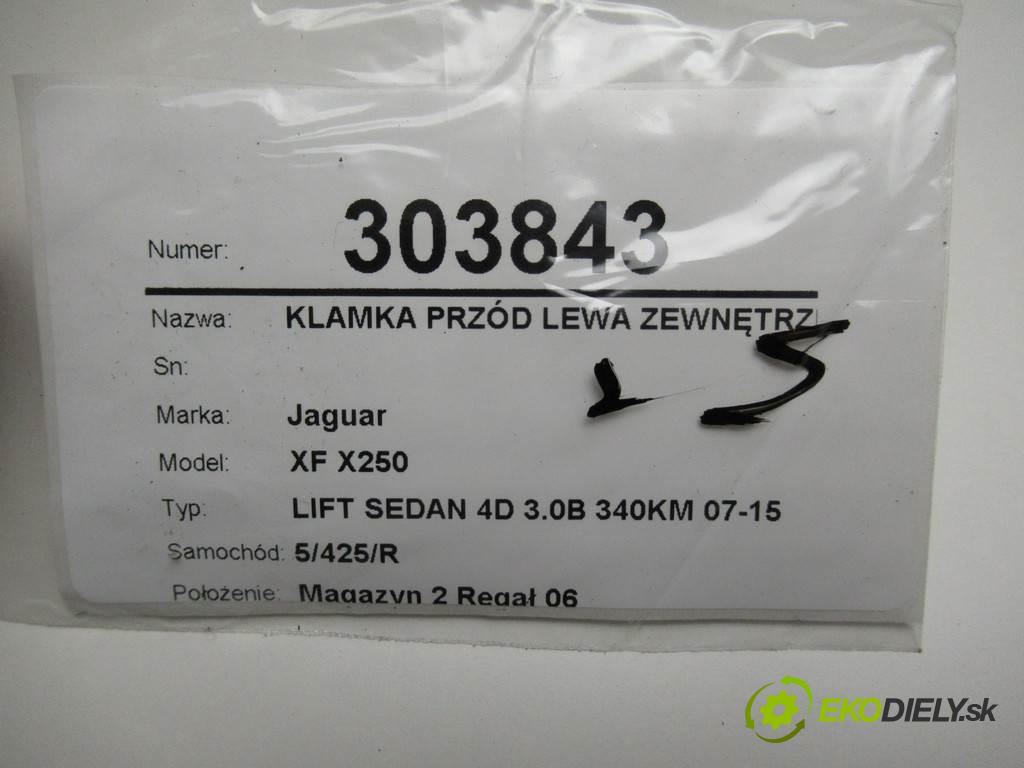 Numer: 303843
Nazwa: KLAMKA PRZÓD LEWA ZEWNĘTRZ
Sn:
Marka: Jaguar
Model: XF X250
Typ: LIFT SEDAN 4D 3.0B 340KM 07-15
Samochód: 5/425/R
Położenie: Magazyn 2 Regał 06
EKODIELY.sk